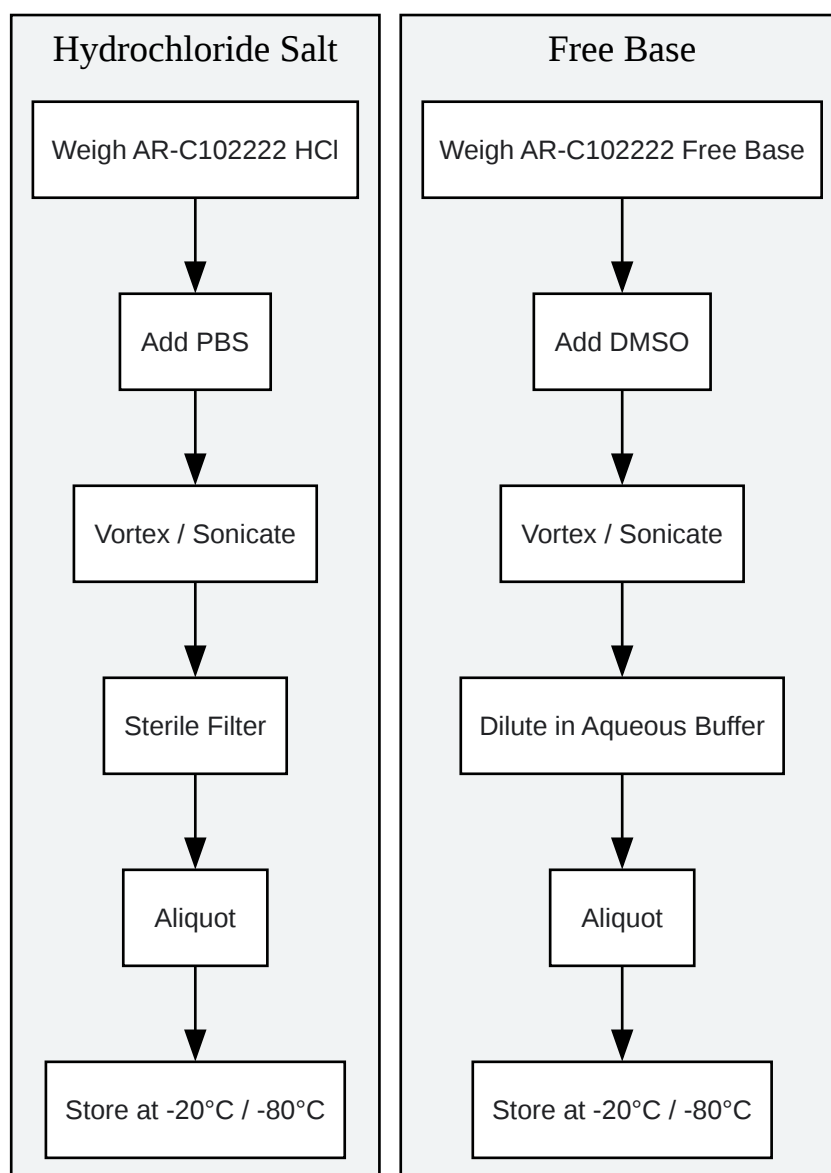 Hydrochloride Salt
Weigh AR-C102222 HCl
Add PBS
Vortex / Sonicate
Sterile Filter
Aliquot
Store at -20°C / -80°C
Free Base
Weigh AR-C102222 Free Base
Add DMSO
Vortex / Sonicate
Dilute in Aqueous Buffer
Aliquot
Store at -20°C / -80°C